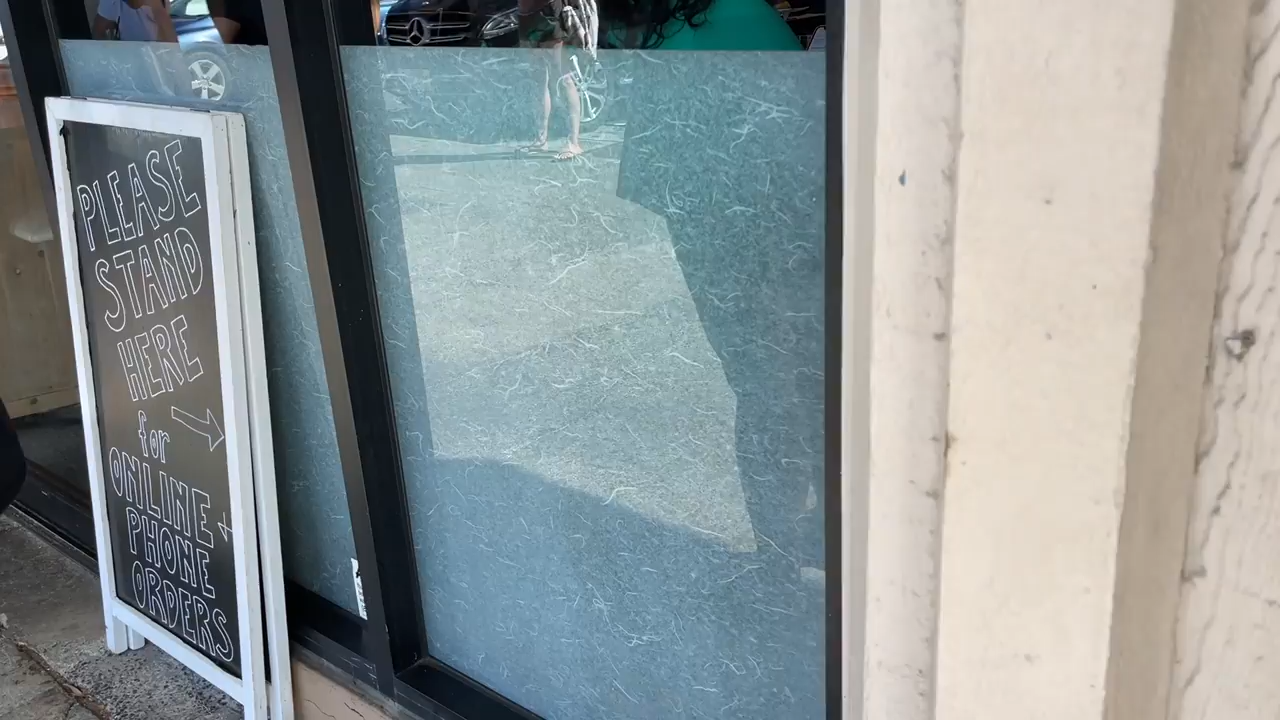 PLEASE
STAND
HERE
for
ONLINE
+
PHONE
ORDERS